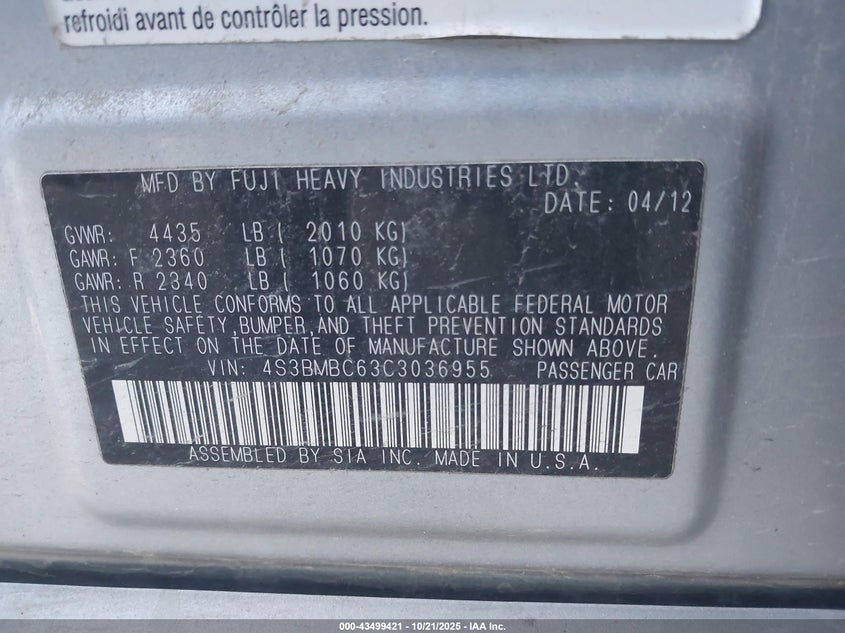 refroidi avant de contrôler la pression.
MFD BY FUJI HEAVY INDUSTRIES LTD.
DATE: 04/12
GVWR: 4435 LB ( 2010 KG)
GAWR: F 2360 LB ( 1070 KG)
GAWR: R 2340 LB ( 1060 KG)
THIS VEHICLE CONFORMS TO ALL APPLICABLE FEDERAL MOTOR
VEHICLE SAFETY,BUMPER,AND THEFT PREVENTION STANDARDS
IN EFFECT ON THE DATE OF MANUFACTURE SHOWN ABOVE.
VIN: 4S3BMBC63C3036955 PASSENGER CAR
ASSEMBLED BY SIA INC. MADE IN U.S.A.
000-43499421 - 10/21/2025 - IAA Inc.